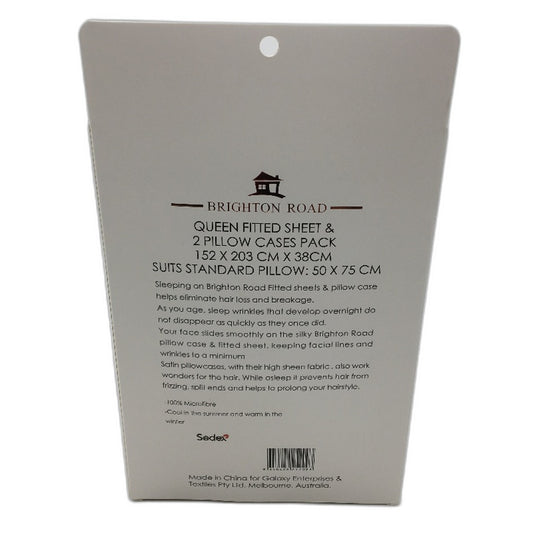 BRIGHTON ROAD
QUEEN FITTED SHEET &
2 PILLOW CASES PACK
152 X 203 CM X 38CM
SUITS STANDARD PILLOW: 50 X 75 CM
Sleeping on Brighton Road Fitted sheets & pillow case
helps eliminate hair loss and breakage.
As you age, sleep wrinkles that develop overnight do
not disappear as quickly as they once did.
Your face slides smoothly on the silky Brighton Road
pillow case & fitted sheet, keeping facial lines and
wrinkles to a minimum
Satin pillowcases, with their high sheen fabric , also work
wonders for the hair. While asleep it prevents hair from
frizzing, split ends and helps to prolong your hairstyle.
-100% Microfibre
-Cool in the summer and warm in the
winter
Sedex
Made in China for Galaxy Enterprises &
Textiles Pty Ltd. Melbourne. Australia.